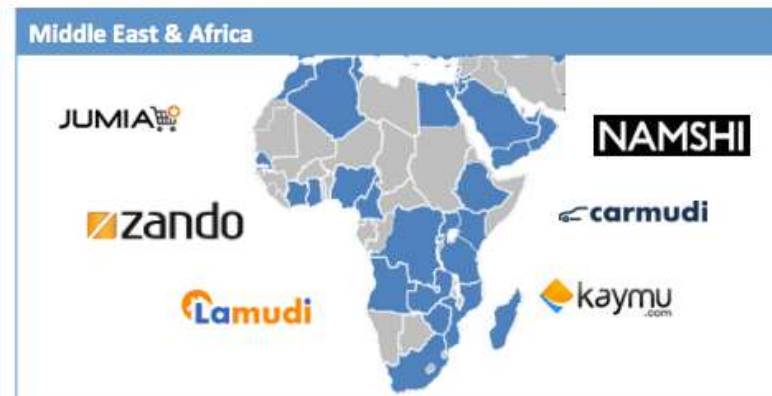 Middle East & Africa
JUMIA
NAMSHI
zando
carmudi
Lamudi
kaymu
.com